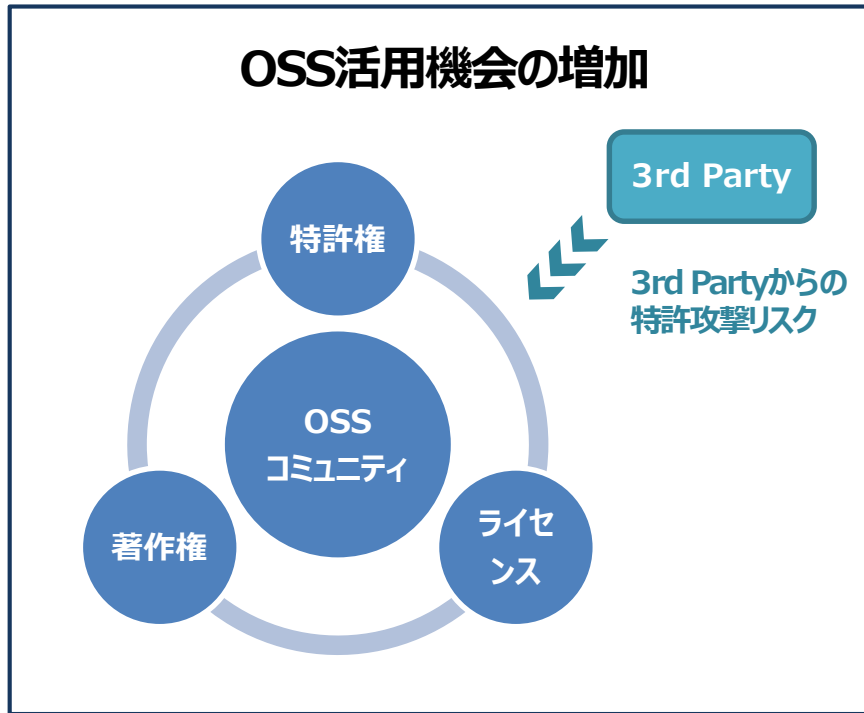 OSS活用機会の増加
3rd Party
特許権
3rd Partyからの
特許攻撃リスク
OSS
コミュニティ
著作権
ライセ
ンス